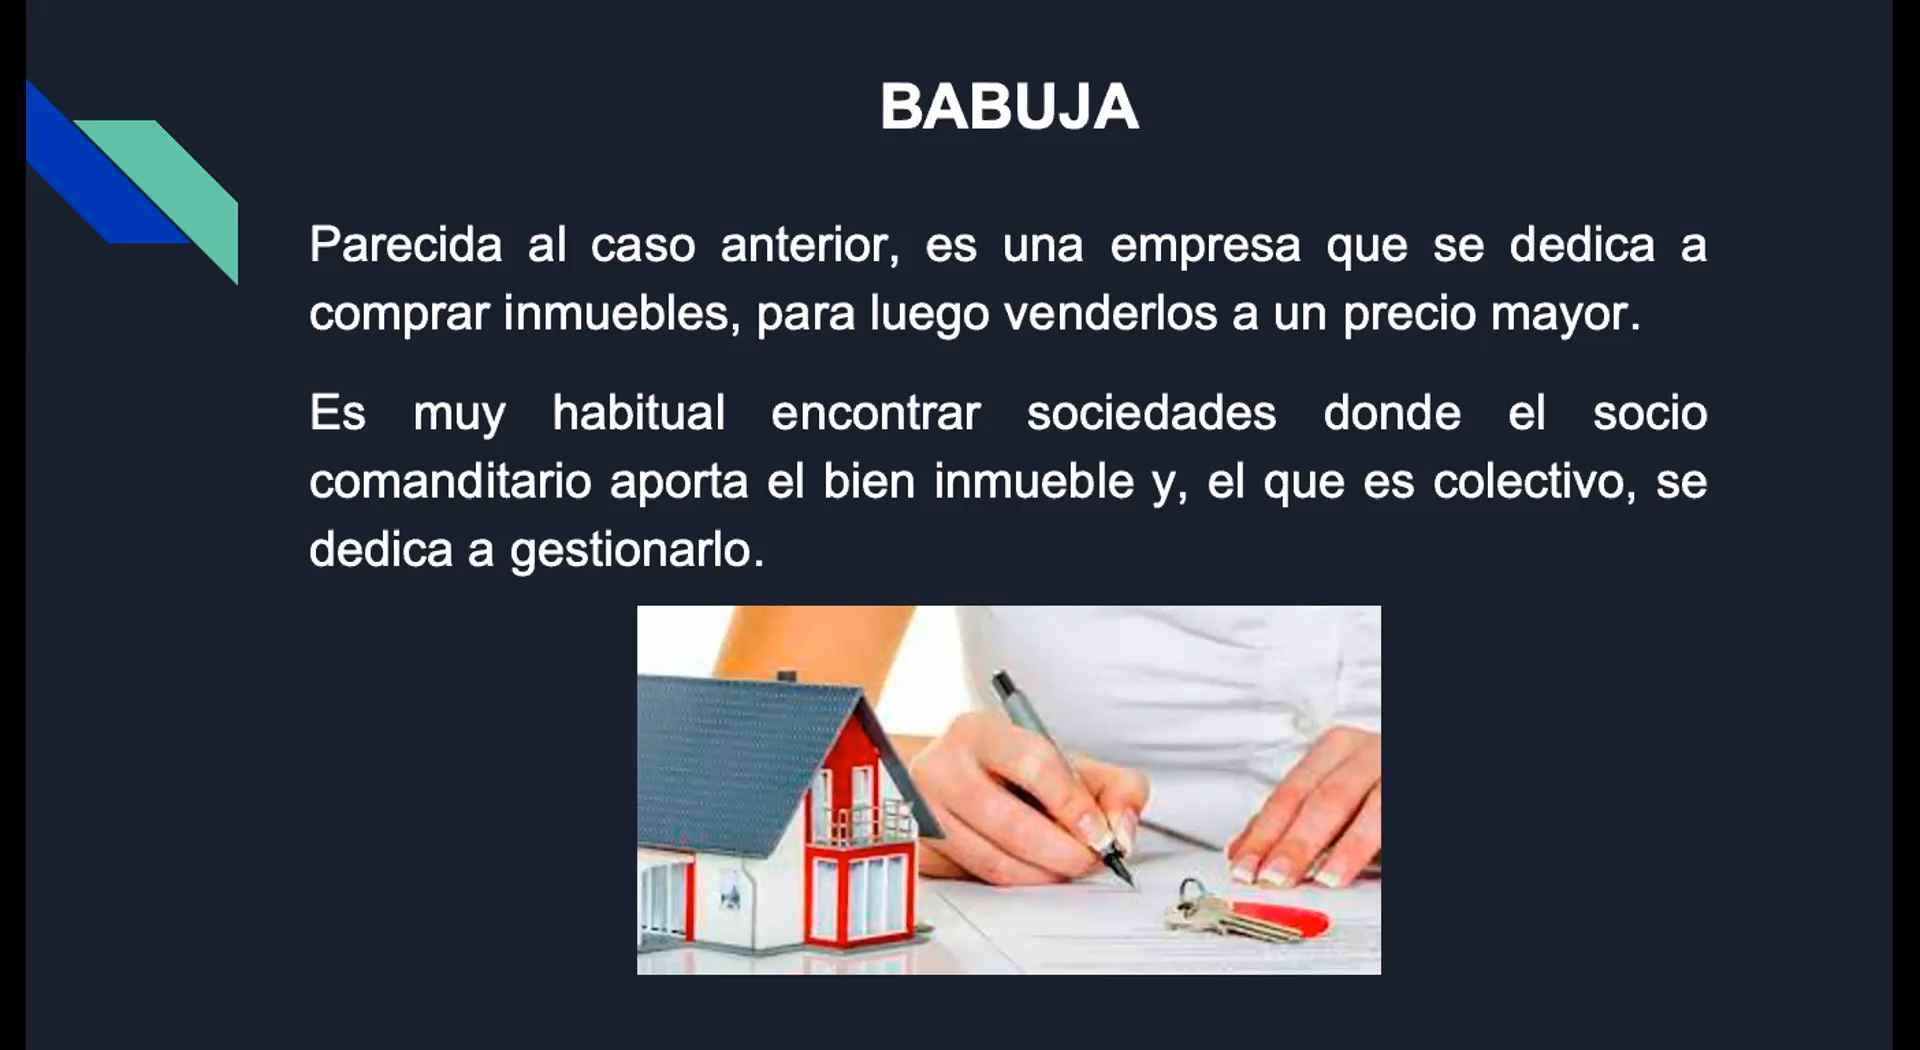 BABUJA
Parecida al caso anterior, es una empresa que se dedica a
comprar inmuebles, para luego venderlos a un precio mayor.
Es muy habitual encontrar sociedades donde el socio
comanditario aporta el bien inmueble y, el que es colectivo, se
dedica a gestionarlo.